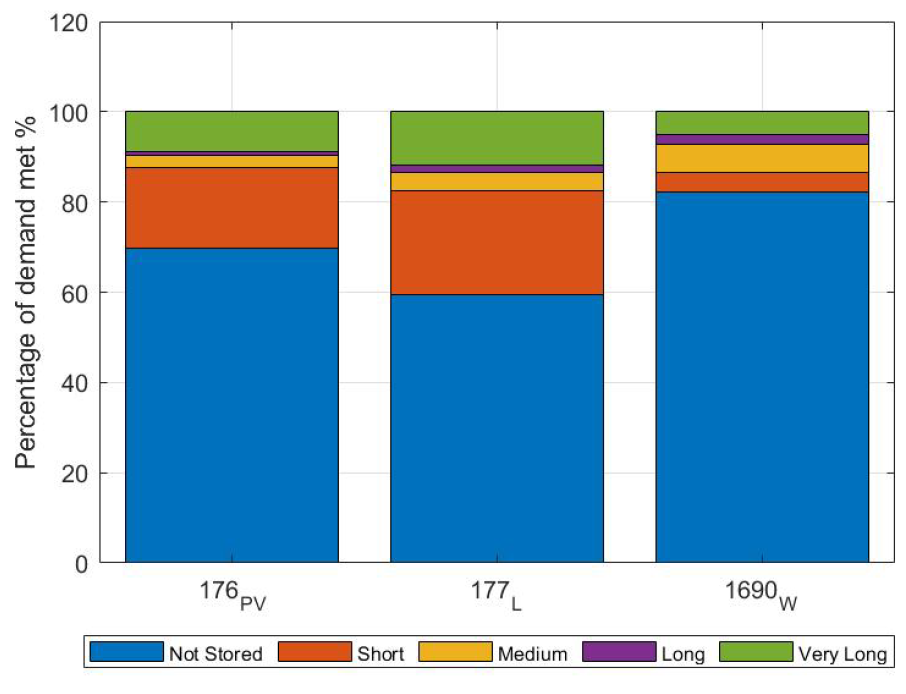 120
100
80
60
40
20
0
Percentage of demand met %
176PV 177L 1690W
Not Stored Short Medium Long Very Long